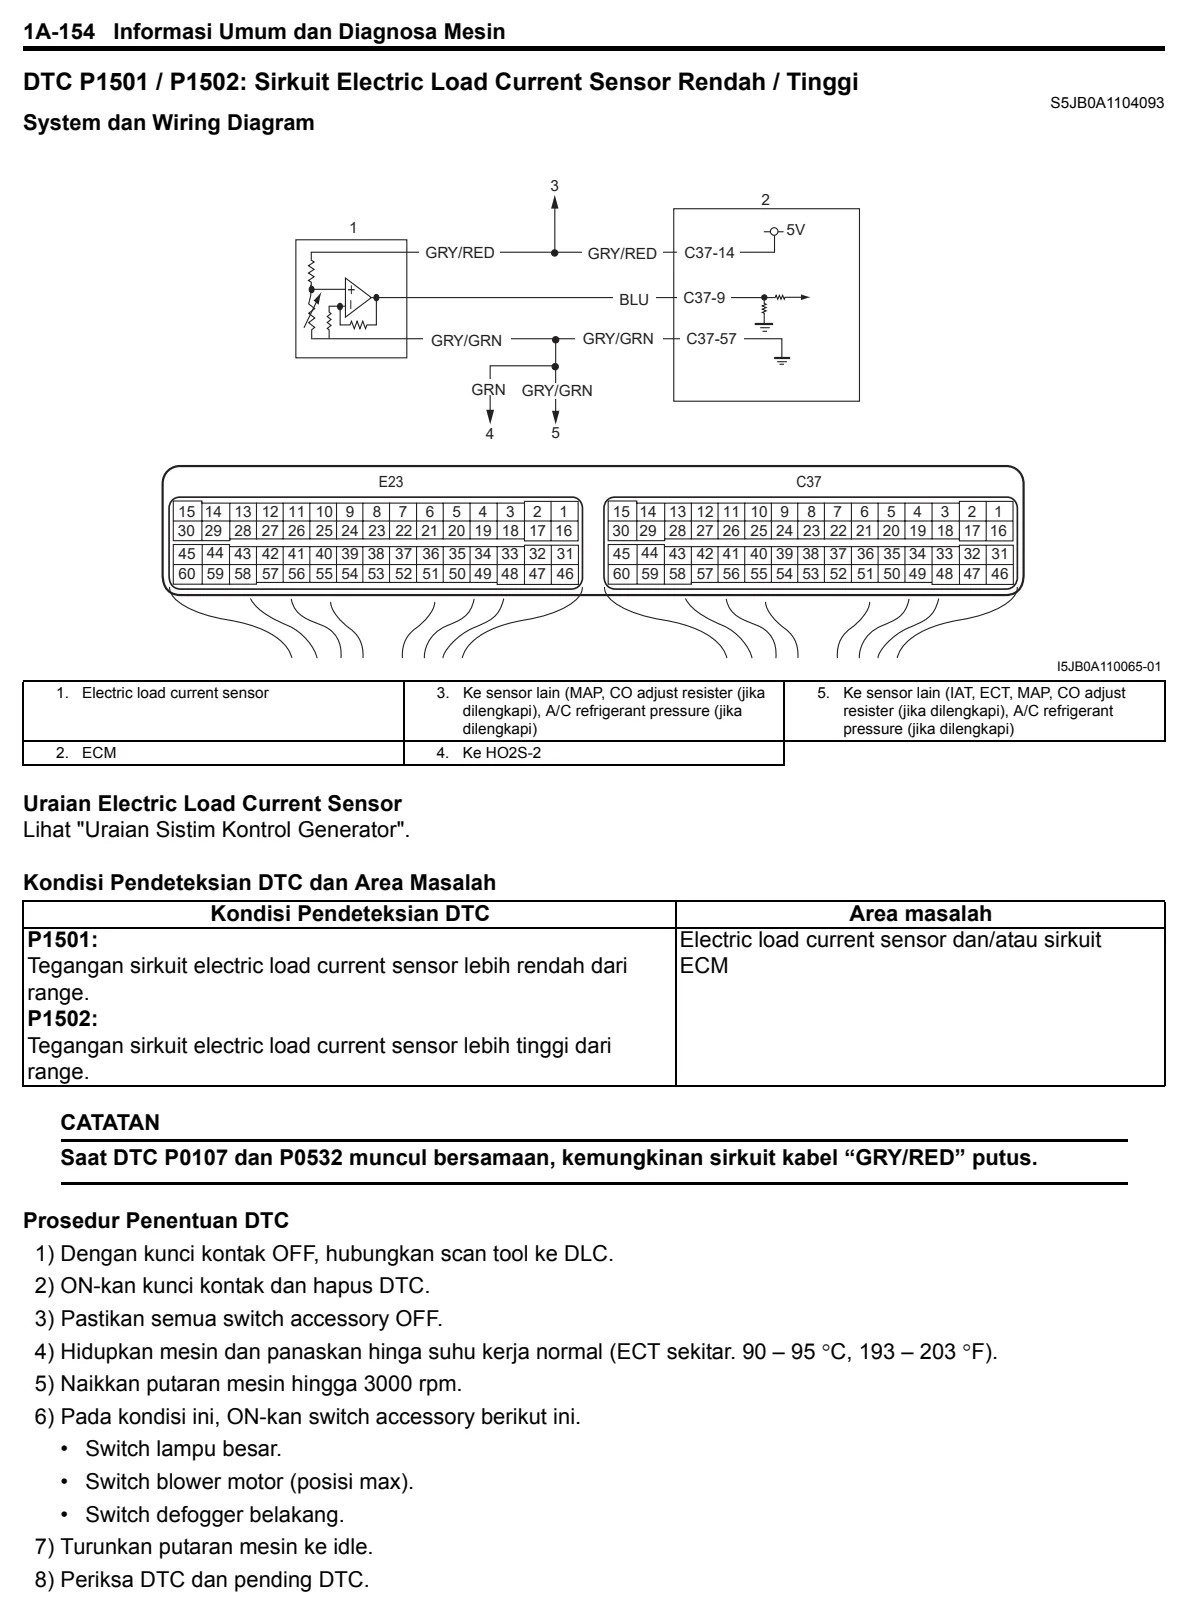 1A-154 Informasi Umum dan Diagnosa Mesin
DTC P1501 / P1502: Sirkuit Electric Load Current Sensor Rendah / Tinggi
S5JB0A1104093
System dan Wiring Diagram
3
1
2
5V
GRY/RED
GRY/RED
C37-14
BLU
C37-9
GRY/GRN
GRY/GRN
C37-57
GRN
GRY/GRN
4
5
E23
C37
15 14 13 12 11 10 9 8 7 6 5 4 3 2 1
15 14 13 12 11 10 9 8 7 6 5 4 3 2 1
30 29 28 27 26 25 24 23 22 21 20 19 18 17 16
30 29 28 27 26 25 24 23 22 21 20 19 18 17 16
45 44 43 42 41 40 39 38 37 36 35 34 33 32 31
45 44 43 42 41 40 39 38 37 36 35 34 33 32 31
60 59 58 57 56 55 54 53 52 51 50 49 48 47 46
60 59 58 57 56 55 54 53 52 51 50 49 48 47 46
I5JB0A110065-01
1. Electric load current sensor
3. Ke sensor lain (MAP, CO adjust resister (jika
dilengkapi), A/C refrigerant pressure (jika
dilengkapi)
5. Ke sensor lain (IAT, ECT, MAP, CO adjust
resister (jika dilengkapi), A/C refrigerant
pressure (jika dilengkapi)
2. ECM
4. Ke HO2S-2
Uraian Electric Load Current Sensor
Lihat "Uraian Sistim Kontrol Generator".
Kondisi Pendeteksian DTC dan Area Masalah
Kondisi Pendeteksian DTC
Area masalah
P1501:
Tegangan sirkuit electric load current sensor lebih rendah dari
range.
P1502:
Tegangan sirkuit electric load current sensor lebih tinggi dari
range.
Electric load current sensor dan/atau sirkuit
ECM
CATATAN
Saat DTC P0107 dan P0532 muncul bersamaan, kemungkinan sirkuit kabel “GRY/RED” putus.
Prosedur Penentuan DTC
1) Dengan kunci kontak OFF, hubungkan scan tool ke DLC.
2) ON-kan kunci kontak dan hapus DTC.
3) Pastikan semua switch accessory OFF.
4) Hidupkan mesin dan panaskan hinga suhu kerja normal (ECT sekitar. 90 – 95 °C, 193 – 203 °F).
5) Naikkan putaran mesin hingga 3000 rpm.
6) Pada kondisi ini, ON-kan switch accessory berikut ini.
• Switch lampu besar.
• Switch blower motor (posisi max).
• Switch defogger belakang.
7) Turunkan putaran mesin ke idle.
8) Periksa DTC dan pending DTC.